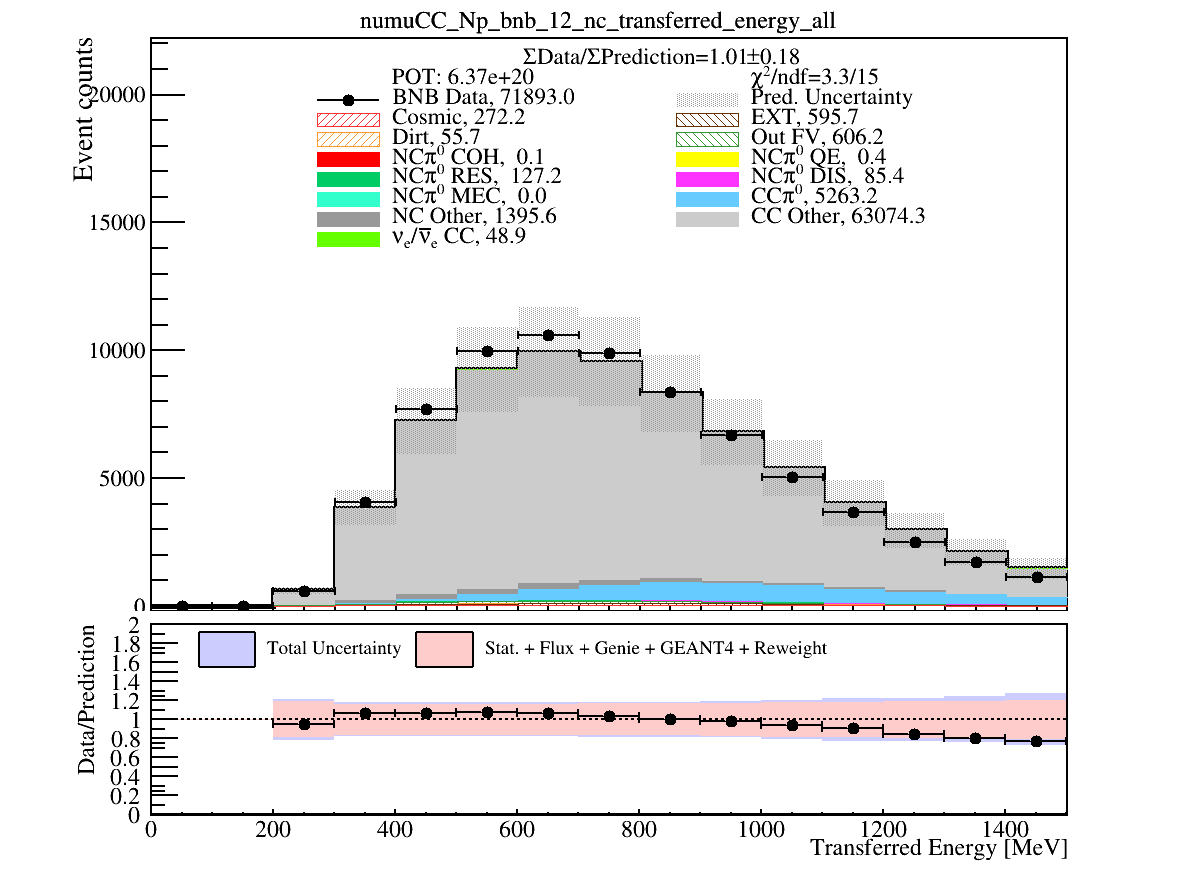 numuCC_Np_bnb_12_nc_transferred_energy_all
ΣData/ΣPrediction=1.01±0.18
POT: 6.37e+20
χ²/ndf=3.3/15
BNB Data, 71893.0
Pred. Uncertainty
Cosmic, 272.2
EXT, 595.7
Dirt, 55.7
Out FV, 606.2
NCπ⁰ COH, 0.1
NCπ⁰ QE, 0.4
NCπ⁰ RES, 127.2
NCπ⁰ DIS, 85.4
NCπ⁰ MEC, 0.0
CCπ⁰, 5263.2
NC Other, 1395.6
CC Other, 63074.3
νₑ/ν̅ₑ CC, 48.9
Event counts
20000
15000
10000
5000
0
Total Uncertainty
Stat. + Flux + Genie + GEANT4 + Reweight
Data/Prediction
2
1.8
1.6
1.4
1.2
1
0.8
0.6
0.4
0.2
0
0 200 400 600 800 1000 1200 1400
Transferred Energy [MeV]